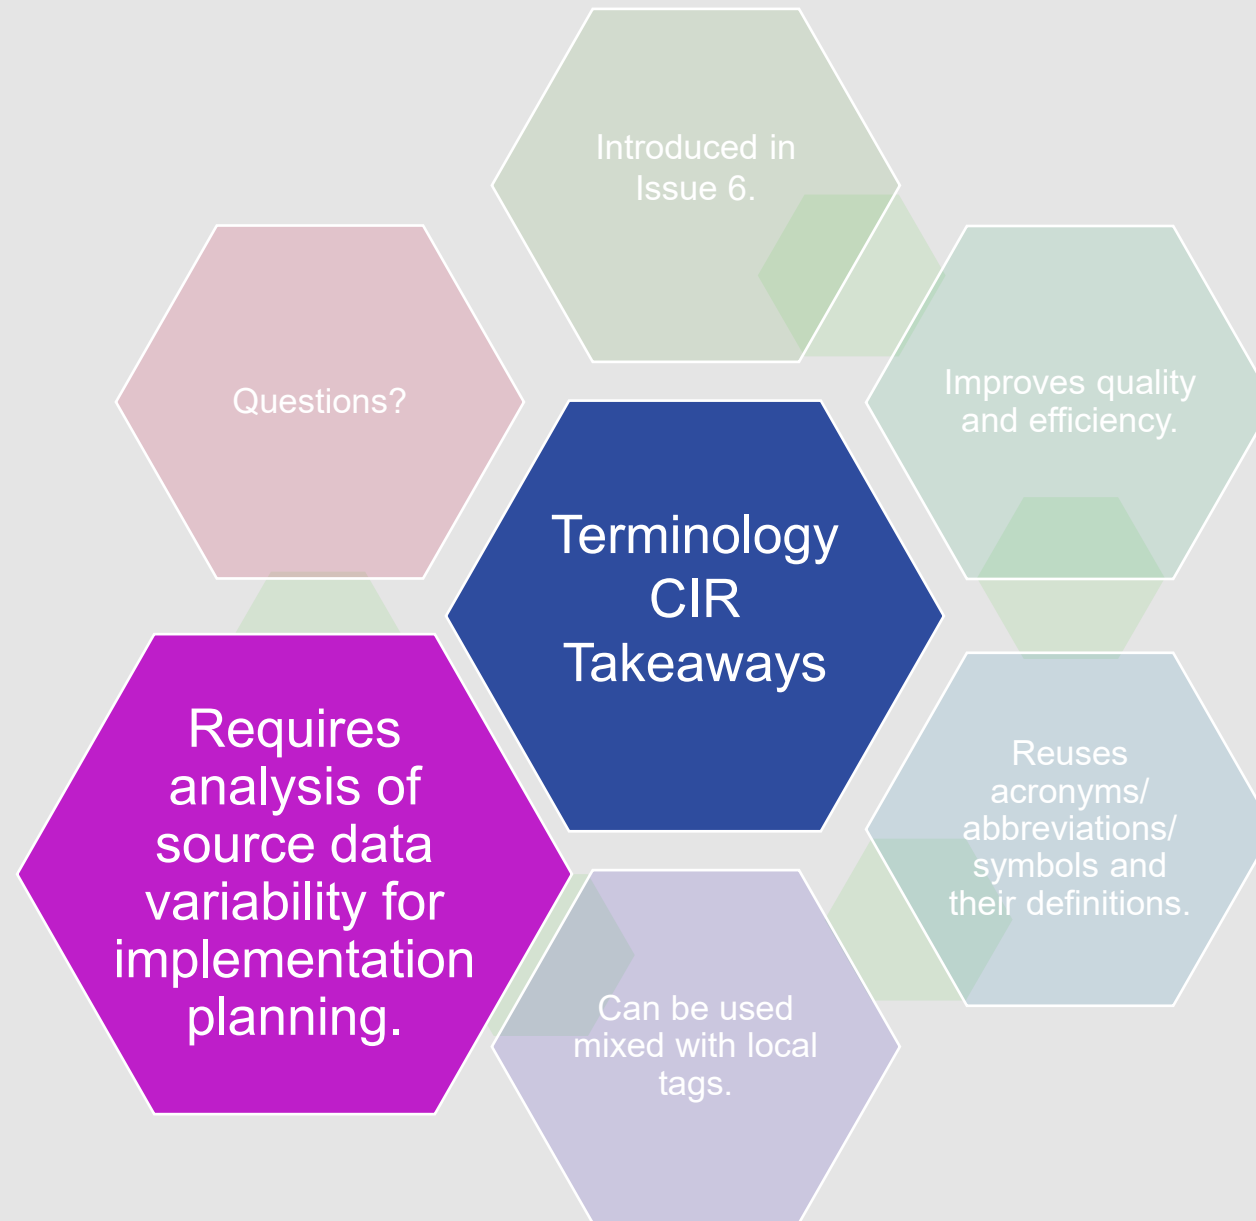 Introduced in
Issue 6.
Questions?
Improves quality
and efficiency.
Terminology
CIR
Takeaways
Requires
analysis of
source data
variability for
implementation
planning.
Reuses
acronyms/
abbreviations/
symbols and
their definitions.
Can be used
mixed with local
tags.